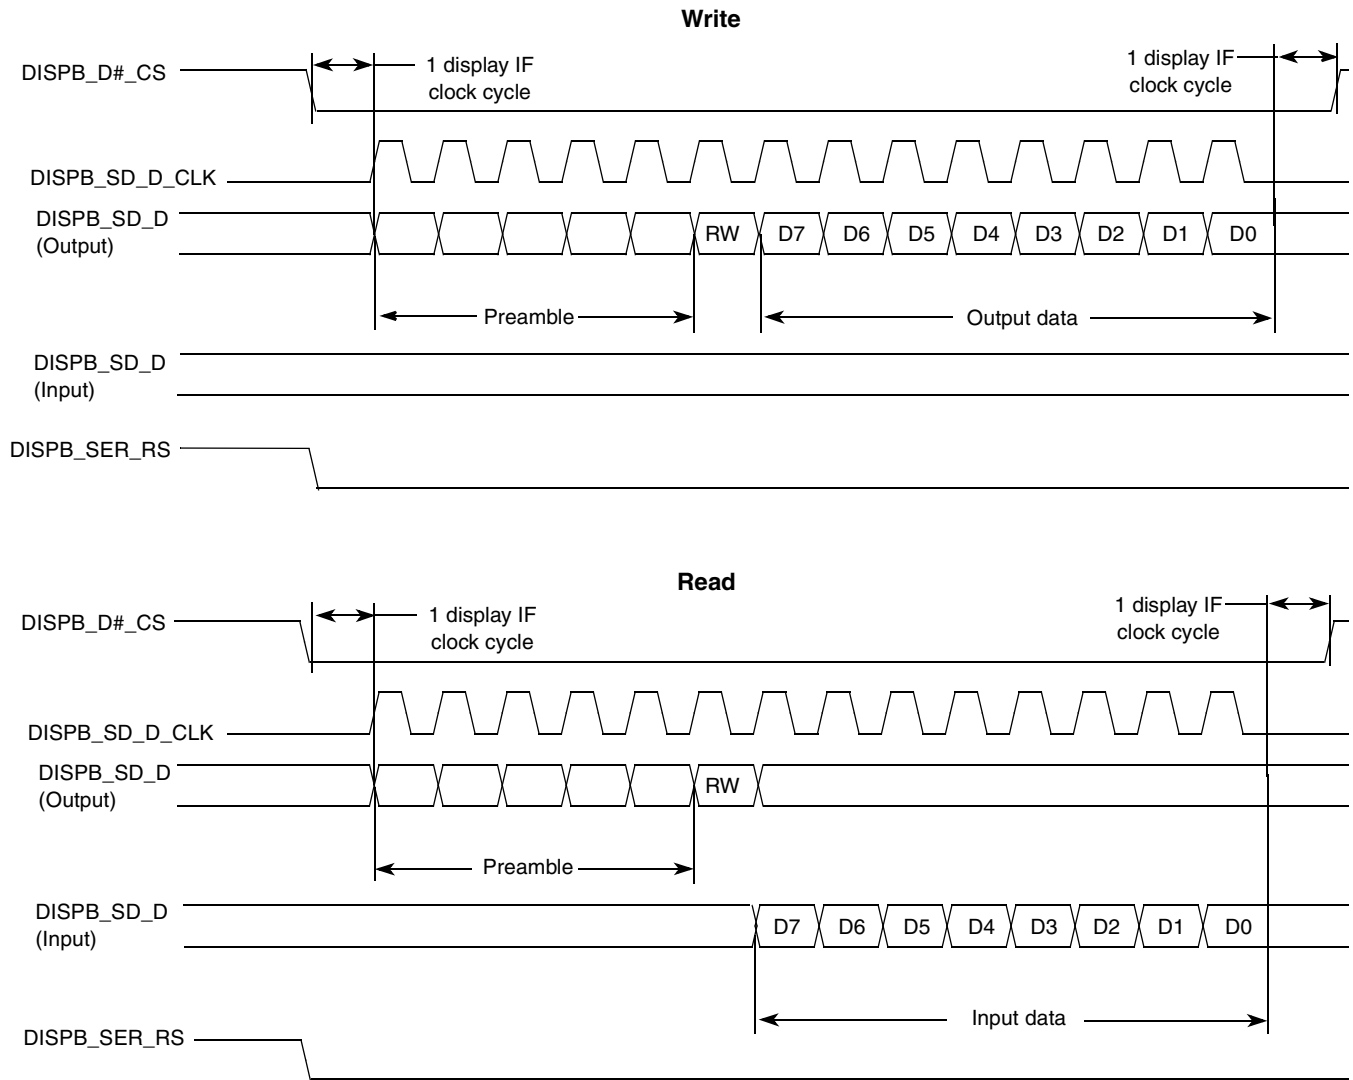 Write
DISPB_D#_CS
1 display IF
clock cycle
1 display IF
clock cycle
DISPB_SD_D_CLK
DISPB_SD_D
(Output)
RW D7 D6 D5 D4 D3 D2 D1 D0
Preamble
Output data
DISPB_SD_D
(Input)
DISPB_SER_RS
Read
DISPB_D#_CS
1 display IF
clock cycle
1 display IF
clock cycle
DISPB_SD_D_CLK
DISPB_SD_D
(Output)
RW
Preamble
DISPB_SD_D
(Input)
D7 D6 D5 D4 D3 D2 D1 D0
Input data
DISPB_SER_RS